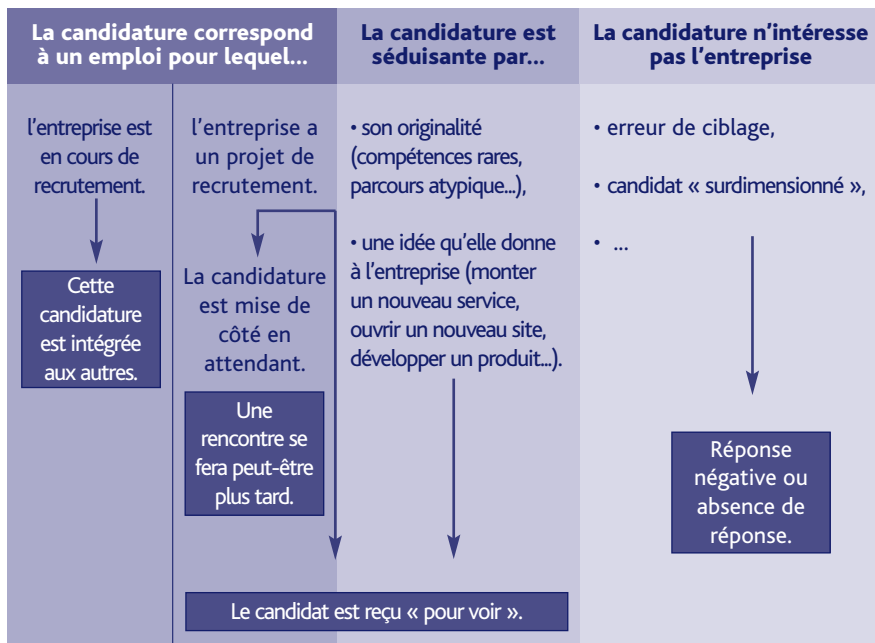 La candidature correspond
à un emploi pour lequel...
La candidature est
séduisante par...
La candidature n’intéresse
pas l’entreprise
l’entreprise est
en cours de
recrutement.
Cette
candidature
est intégrée
aux autres.
l’entreprise a
un projet de
recrutement.
La candidature
est mise de
côté en
attendant.
Une
rencontre se
fera peut-être
plus tard.
• son originalité
(compétences rares,
parcours atypique...),
• une idée qu’elle donne
à l’entreprise (monter
un nouveau service,
ouvrir un nouveau site,
développer un produit...).
• erreur de ciblage,
• candidat « surdimensionné »,
• ...
Réponse
négative ou
absence de
réponse.
Le candidat est reçu « pour voir ».